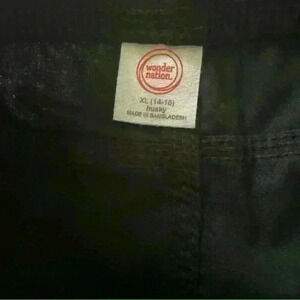 wonder
nation.
XL (14-16)
husky
MADE IN BANGLADESH